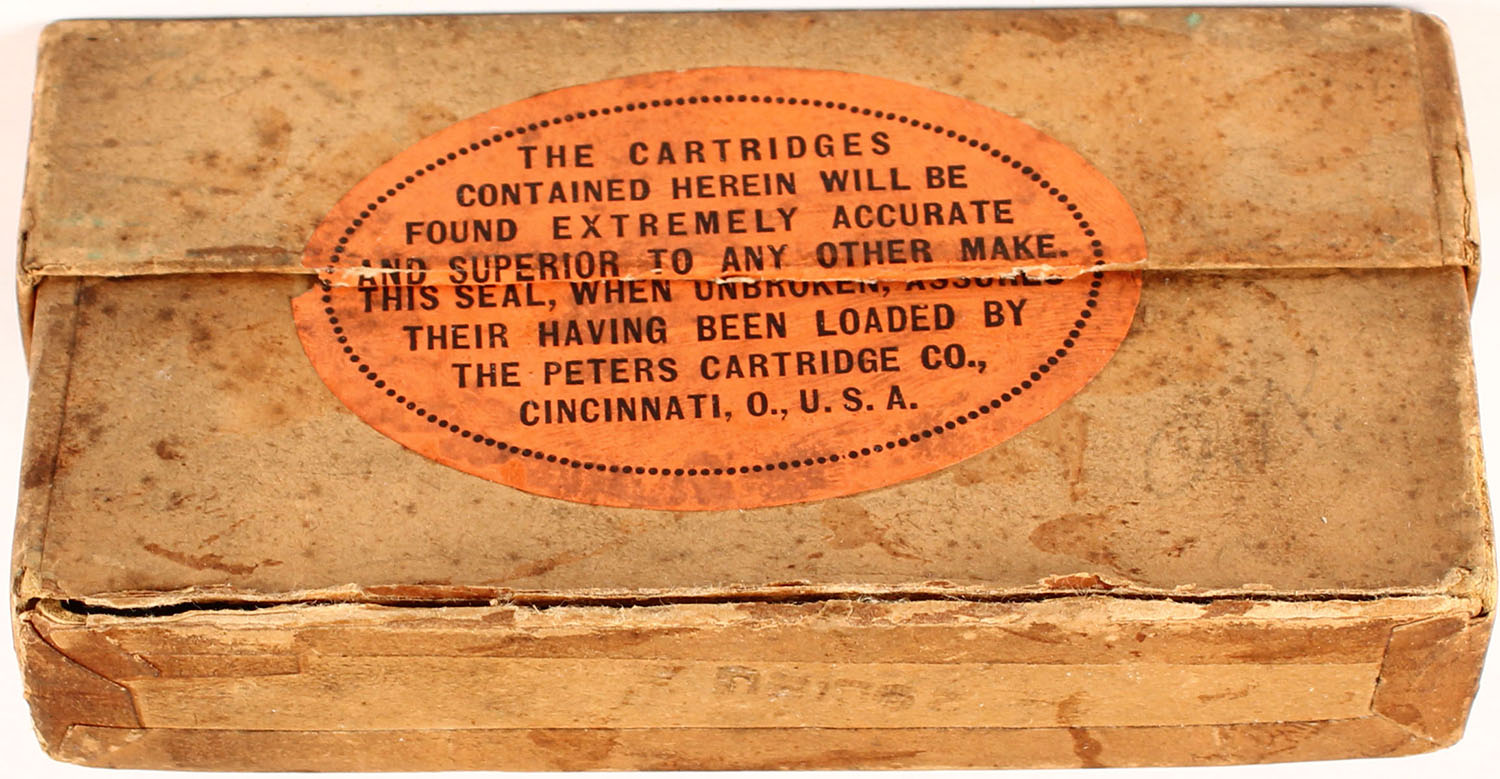 THE CARTRIDGES
CONTAINED HEREIN WILL BE
FOUND EXTREMELY ACCURATE
AND SUPERIOR TO ANY OTHER MAKE.
THIS SEAL, WHEN UNBROKEN, ASSURES
THEIR HAVING BEEN LOADED BY
THE PETERS CARTRIDGE CO.,
CINCINNATI, O., U. S. A.